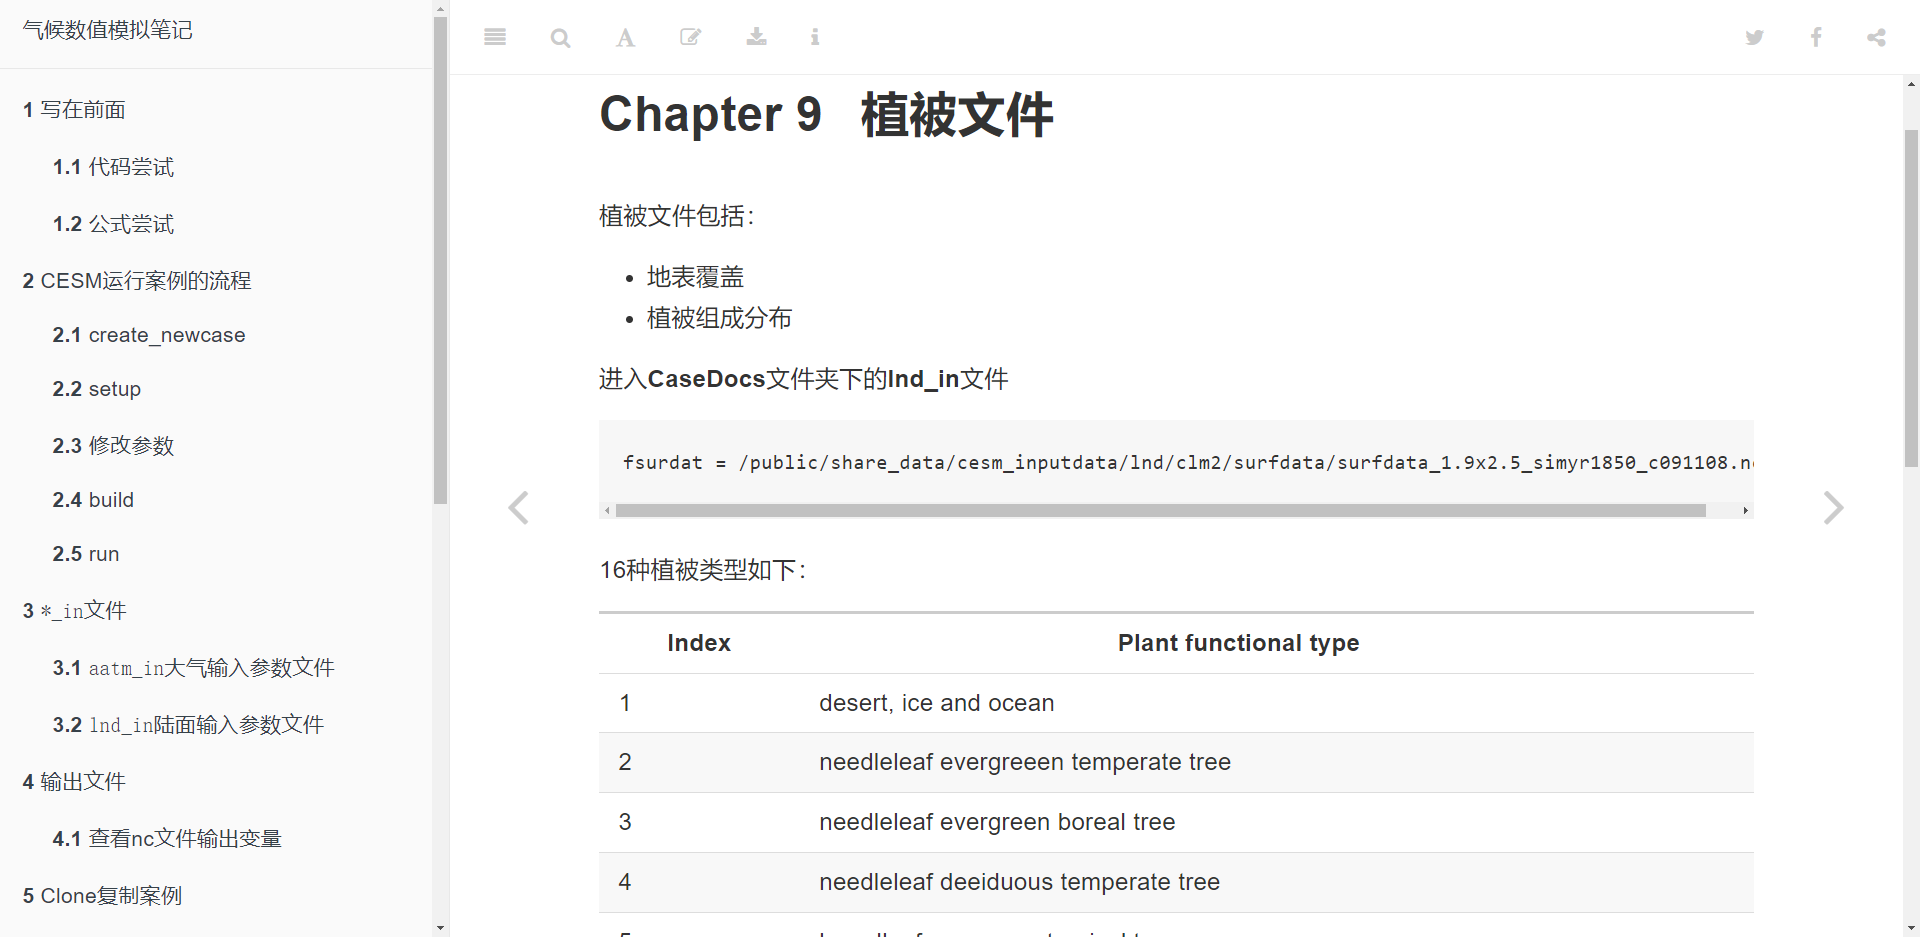 气候数值模拟笔记
1 写在前面
1.1 代码尝试
1.2 公式尝试
2 CESM运行案例的流程
2.1 create_newcase
2.2 setup
2.3 修改参数
2.4 build
2.5 run
3 *_in文件
3.1 aatm_in大气输入参数文件
3.2 lnd_in陆面输入参数文件
4 输出文件
4.1 查看nc文件输出变量
5 Clone复制案例
Chapter 9 植被文件
植被文件包括：
• 地表覆盖
• 植被组成分布
进入CaseDocs文件夹下的lnd_in文件
fsurdat = /public/share_data/cesm_inputdata/lnd/clm2/surfdata/surfdata_1.9x2.5_simyr1850_c091108.n
16种植被类型如下：
Index Plant functional type
1 desert, ice and ocean
2 needleleaf evergreeen temperate tree
3 needleleaf evergreen boreal tree
4 needleleaf deeiduous temperate tree